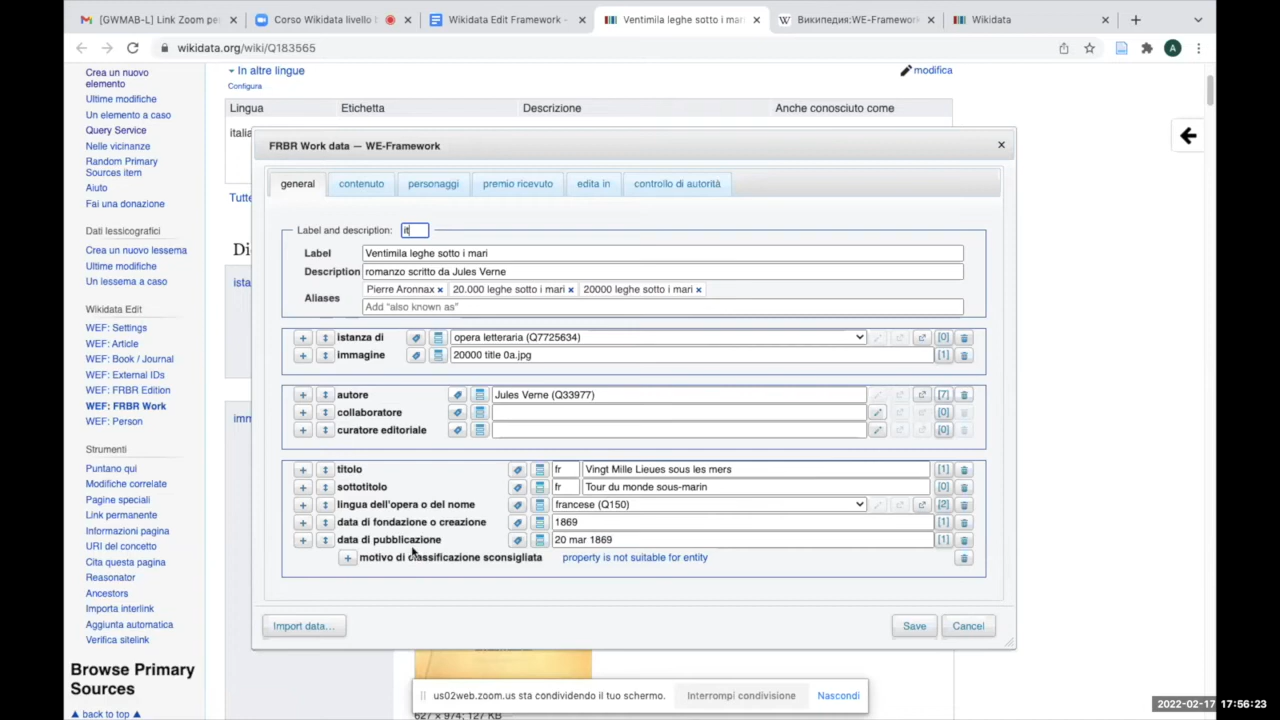 [GWMAB-L] Link Zoom pe
Corso Wikidata livello
Wikidata Edit Framework -
Ventimila leghe sotto i mari
Википедия:WE-Framework
Wikidata
wikidata.org/wiki/Q183565
A
Crea un nuovo
elemento
Ultime modifiche
Un elemento a caso
Query Service
Nelle vicinanze
Random Primary
Sources item
Aiuto
Fai una donazione
Dati lessicografici
Crea un nuovo lessema
Ultime modifiche
Un lessema a caso
Wikidata Edit
WEF: Settings
WEF: Article
WEF: Book / Journal
WEF: External IDs
WEF: FRBR Edition
WEF: FRBR Work
WEF: Person
Strumenti
Puntano qui
Modifiche correlate
Pagine speciali
Link permanente
Informazioni pagina
URI del concetto
Cita questa pagina
Reasonator
Ancestors
Importa interlink
Aggiunta automatica
Verifica sitelink
Browse Primary
Sources
▲ back to top ▲
In altre lingue
modifica
Configura
Lingua Etichetta Descrizione Anche conosciuto come
italia
Tutte
Di
ista
imm
FRBR Work data — WE-Framework
×
general contenuto personaggi premio ricevuto edita in controllo di autorità
Label and description: it
Label Ventimila leghe sotto i mari
Description romanzo scritto da Jules Verne
Aliases Pierre Aronnax × 20.000 leghe sotto i mari × 20000 leghe sotto i mari ×
Add "also known as"
+ istanza di opera letteraria (Q7725634) [0]
+ immagine 20000 title 0a.jpg [1]
+ autore Jules Verne (Q33977) [7]
+ collaboratore [0]
+ curatore editoriale [0]
+ titolo fr Vingt Mille Lieues sous les mers [1]
+ sottotitolo fr Tour du monde sous-marin [0]
+ lingua dell'opera o del nome francese (Q150) [2]
+ data di fondazione o creazione 1869 [1]
+ data di pubblicazione 20 mar 1869 [1]
+ motivo di classificazione sconsigliata property is not suitable for entity
Import data... Save Cancel
us02web.zoom.us sta condividendo il tuo schermo. Interrompi condivisione Nascondi
627 × 974; 127 KB
2022-02-17 17:56:23